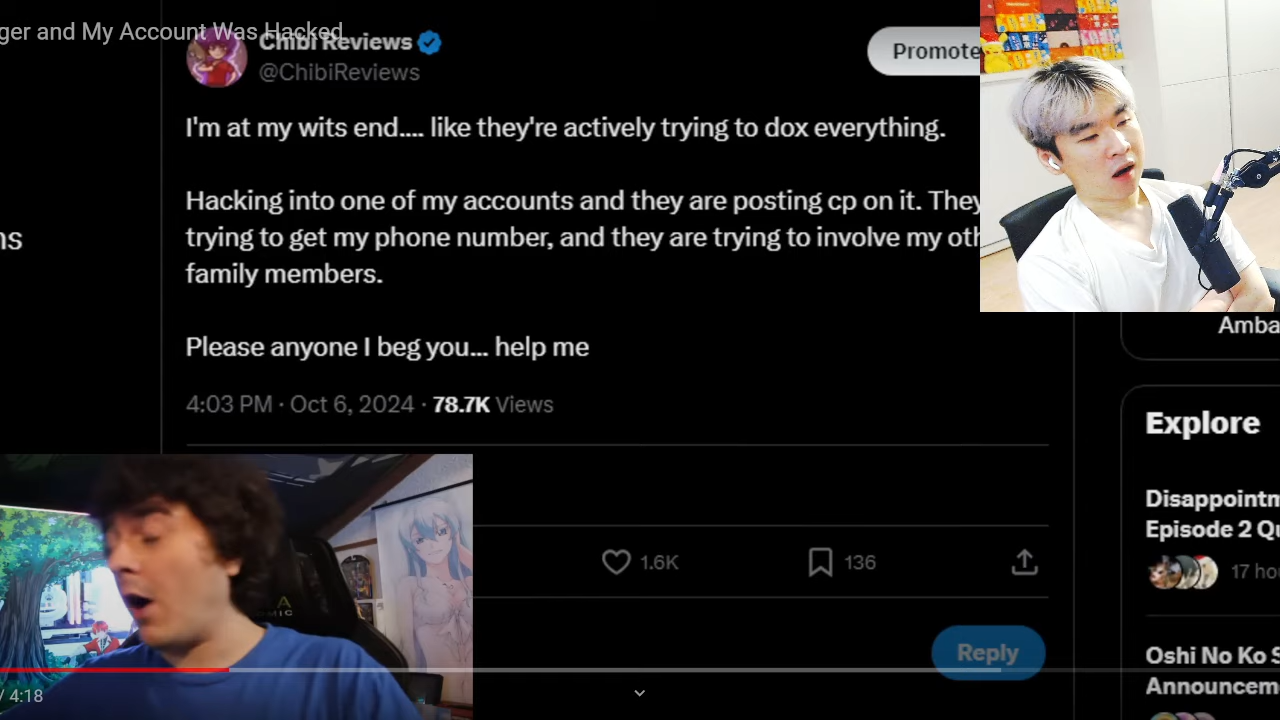 ger and My Account Was Hacked
Chibi Reviews
@ChibiReviews
Promote
I'm at my wits end.... like they're actively trying to dox everything.
Hacking into one of my accounts and they are posting cp on it. They
trying to get my phone number, and they are trying to involve my oth
family members.
Please anyone I beg you... help me
4:03 PM · Oct 6, 2024 · 78.7K Views
ns
1.6K
136
Reply
Amba
Explore
Disappointm
Episode 2 Qu
17 hou
Oshi No Ko S
Announcem
/ 4:18